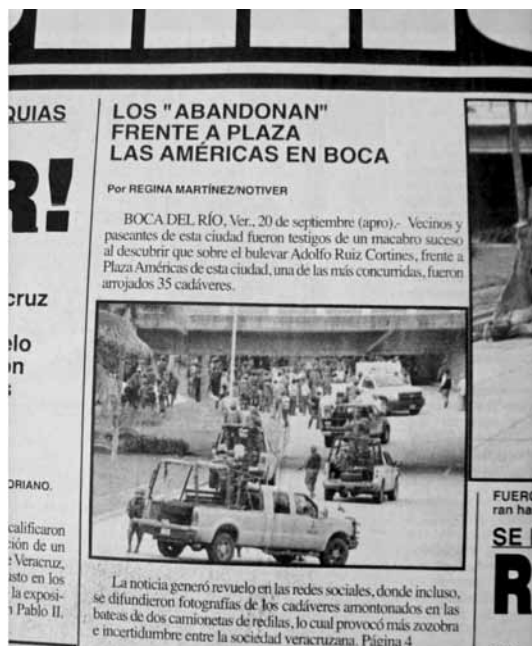 QUIAS
R!
cruz
elo
ón
ORIANO.
calificaron
ción de un
Veracruz,
usto en los
la exposi-
n Pablo II.
LOS "ABANDONAN"
FRENTE A PLAZA
LAS AMÉRICAS EN BOCA
Por REGINA MARTÍNEZ/NOTIVER
BOCA DEL RÍO, Ver., 20 de septiembre (apro).- Vecinos y
paseantes de esta ciudad fueron testigos de un macabro suceso
al descubrir que sobre el bulevar Adolfo Ruiz Cortines, frente a
Plaza Américas de esta ciudad, una de las más concurridas, fueron
arrojados 35 cadáveres.
La noticia generó revuelo en las redes sociales, donde incluso,
se difundieron fotografías de los cadáveres amontonados en las
bateas de dos camionetas de redilas, lo cual provocó más zozobra
e incertidumbre entre la sociedad veracruzana. Página 4
FUERO
ran ha
SE
R